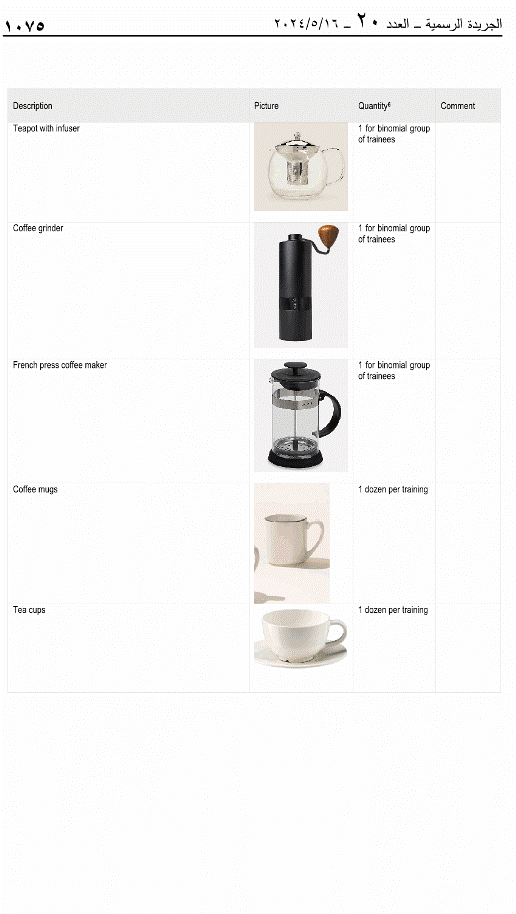 الجريدة الرسمية ــ العدد ٢٠ ــ ٢٠٢٤/٥/١٦ ١٠٧٥
Description Picture Quantity⁶ Comment
Teapot with infuser 1 for binomial group
of trainees
Coffee grinder 1 for binomial group
of trainees
French press coffee maker 1 for binomial group
of trainees
Coffee mugs 1 dozen per training
Tea cups 1 dozen per training